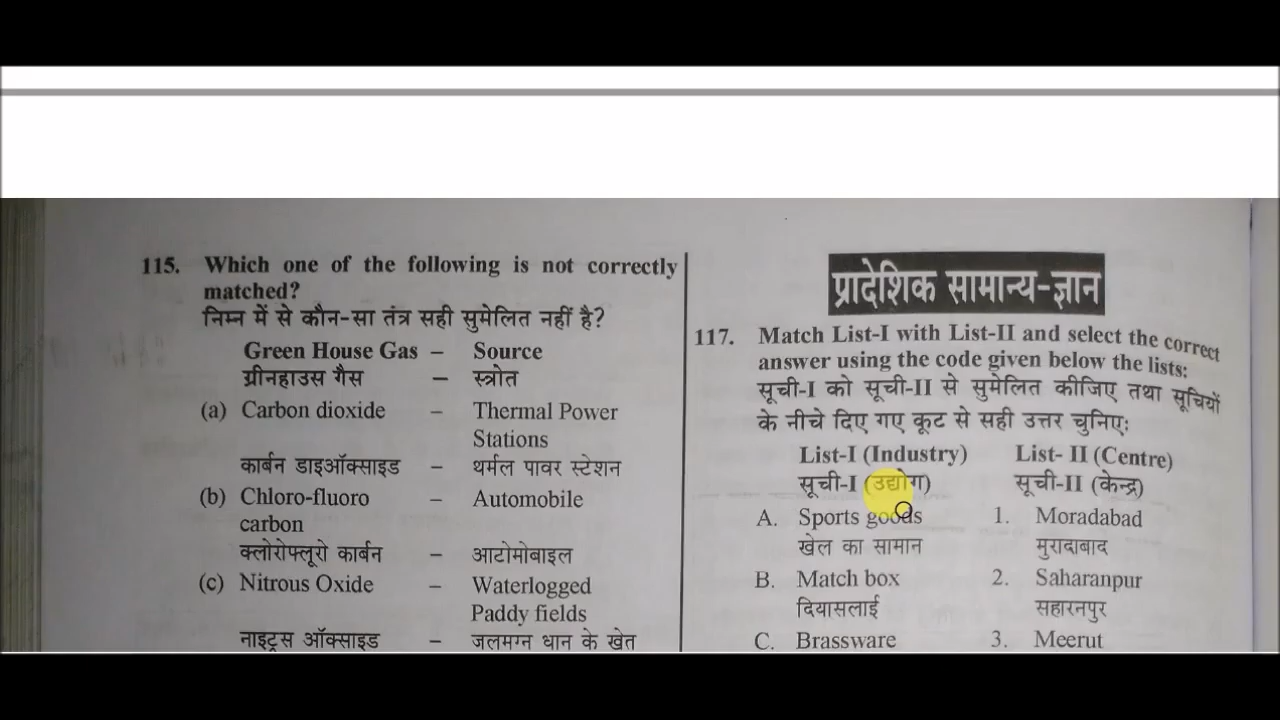 115. Which one of the following is not correctly
matched?
निम्न में से कौन-सा तंत्र सही सुमेलित नहीं है?
Green House Gas – Source
ग्रीनहाउस गैस – स्त्रोत
(a) Carbon dioxide – Thermal Power
Stations
कार्बन डाइऑक्साइड – थर्मल पावर स्टेशन
(b) Chloro-fluoro – Automobile
carbon
क्लोरोफ्लूरो कार्बन – आटोमोबाइल
(c) Nitrous Oxide – Waterlogged
Paddy fields
नाइट्रस ऑक्साइड – जलमग्न धान के खेत
प्रादेशिक सामान्य-ज्ञान
117. Match List-I with List-II and select the correct
answer using the code given below the lists:
सूची-I को सूची-II से सुमेलित कीजिए तथा सूचियों
के नीचे दिए गए कूट से सही उत्तर चुनिए:
List-I (Industry) List- II (Centre)
सूची-I (उद्योग) सूची-II (केन्द्र)
A. Sports goods 1. Moradabad
खेल का सामान मुरादाबाद
B. Match box 2. Saharanpur
दियासलाई सहारनपुर
C. Brassware 3. Meerut